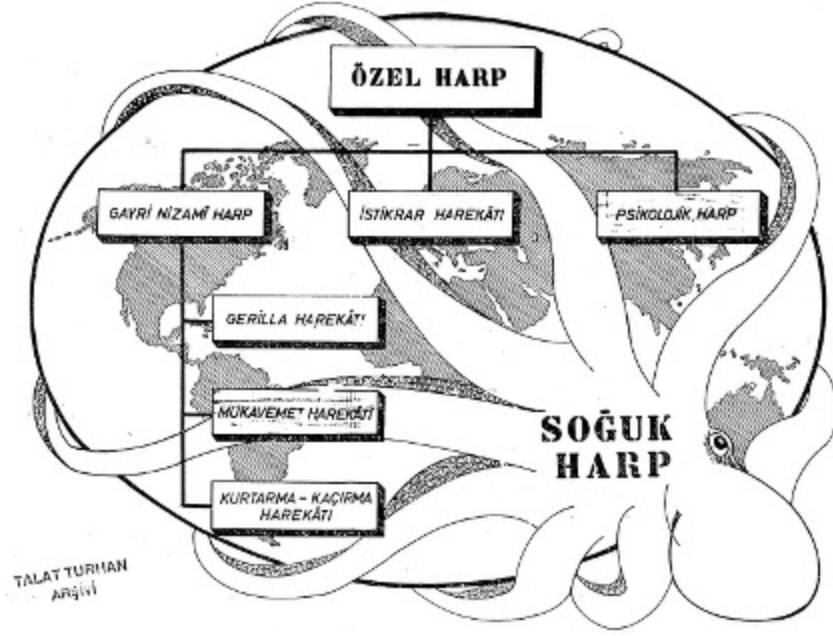 ÖZEL HARP
GAYRİ NİZAMÎ HARP
İSTİKRAR HAREKÂTI
PSİKOLOJİK HARP
GERİLLA HAREKÂTI
MUKAVEMET HAREKÂTI
KURTARMA – KAÇIRMA
HAREKÂTI
SOĞUK
HARP
TALAT TURHAN
ARŞİVİ